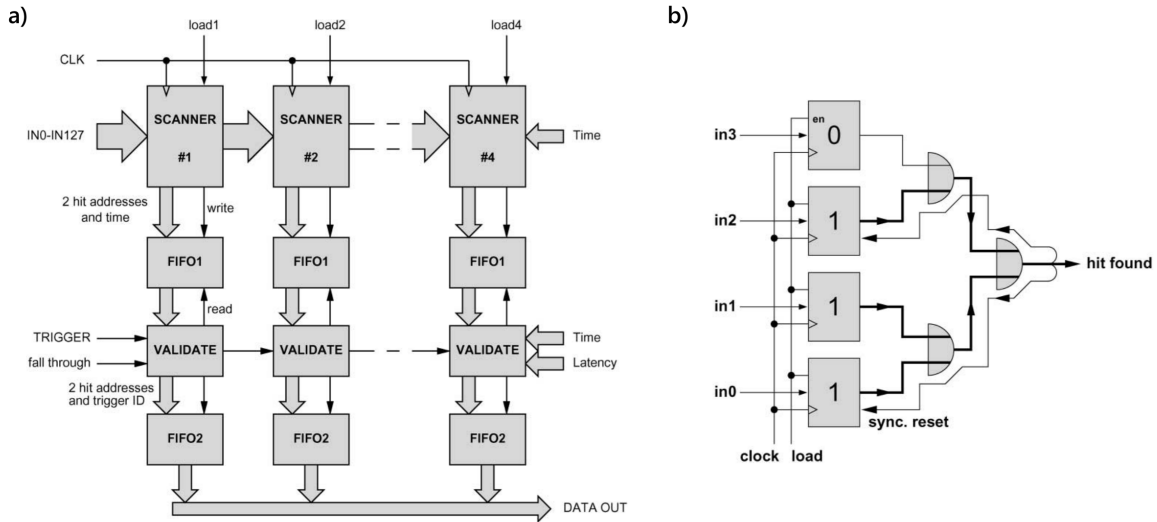 a)
load1
load2
load4
CLK
SCANNER
#1
SCANNER
#2
SCANNER
#4
IN0-IN127
Time
2 hit addresses
and time
write
FIFO1
FIFO1
FIFO1
read
TRIGGER
fall through
VALIDATE
VALIDATE
VALIDATE
Time
Latency
2 hit addresses
and trigger ID
FIFO2
FIFO2
FIFO2
DATA OUT
b)
en
in3
0
in2
1
hit found
in1
1
in0
1
sync. reset
clock
load